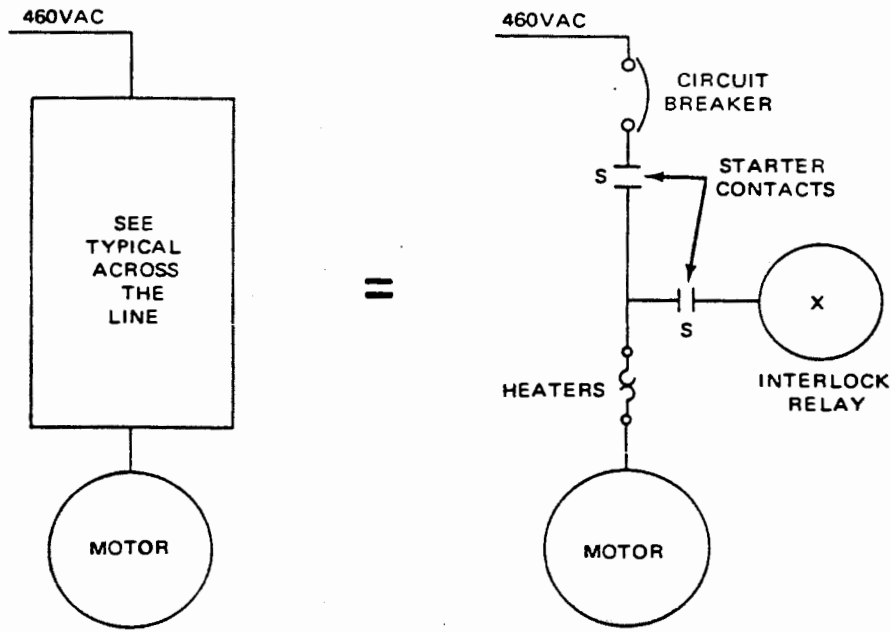 460VAC
SEE
TYPICAL
ACROSS
THE
LINE
MOTOR
=
460VAC
CIRCUIT
BREAKER
S
STARTER
CONTACTS
S
X
INTERLOCK
RELAY
HEATERS
MOTOR